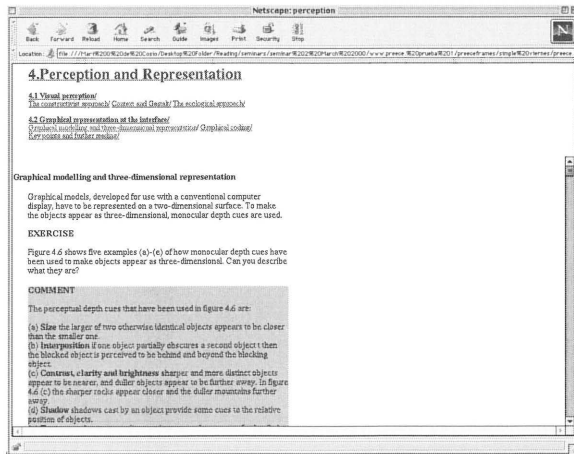 Netscape: perception
Back Forward Reload Home Search Guide Images Print Security Stop
Location: file:///
4.Perception and Representation
4.1 Visual perception/
The constructivist approach/ Context and Gestalt/ The ecological approach/
4.2 Graphical representation at the interface/
Graphical modelling and three-dimensional representation/ Graphical coding/
Key points and further reading/
Graphical modelling and three-dimensional representation
Graphical models, developed for use with a conventional computer
display, have to be represented on a two-dimensional surface. To make
the objects appear as three-dimensional, monocular depth cues are used.
EXERCISE
Figure 4.6 shows five examples (a)-(e) of how monocular depth cues have
been used to make objects appear as three-dimensional. Can you describe
what they are?
COMMENT
The perceptual depth cues that have been used in figure 4.6 are:
(a) Size the larger of two otherwise identical objects appears to be closer
than the smaller one.
(b) Interposition if one object partially obscures a second object t then
the blocked object is perceived to be behind and beyond the blocking
object.
(c) Contrast, clarity and brightness sharper and more distinct objects
appear to be nearer, and duller objects appear to be further away. In figure
4.6 (c) the sharper rocks appear closer and the duller mountains further
away.
(d) Shadow shadows cast by an object provide some cues to the relative
position of objects.